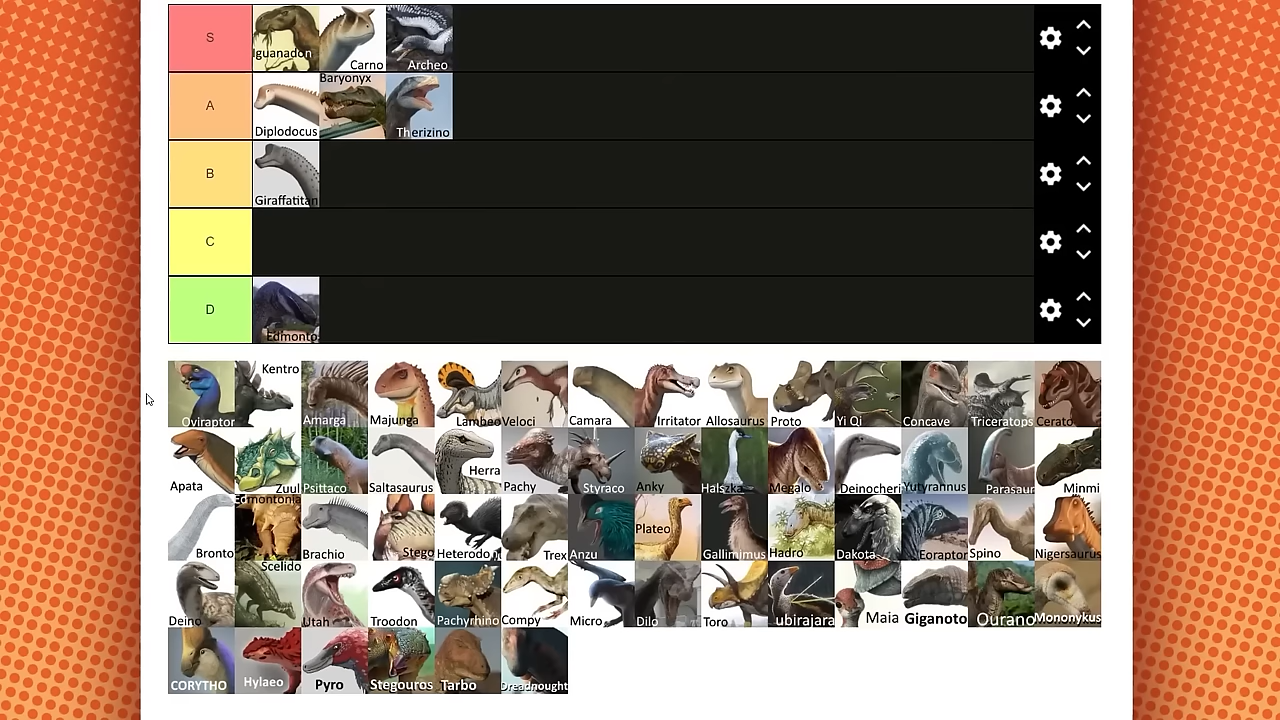 S
Iguanadon
Carno
Archeo
A
Diplodocus
Baryonyx
Therizino
B
Giraffatitan
C
D
Edmonto
Oviraptor
Kentro
Amarga
Majunga
Lambeo
Veloci
Camara
Irritator
Allosaurus
Proto
Yi Qi
Concave
Triceratops
Cerato
Apata
Zuul
Psittaco
Saltasaurus
Herra
Pachy
Styraco
Anky
Halszka
Megalo
Deinocheri
Yutyrannus
Parasaur
Minmi
Bronto
Edmontonia
Brachio
Stego
Heterodo
Trex
Anzu
Plateo
Gallimimus
Hadro
Dakota
Eoraptor
Spino
Nigersaurus
Deino
Scelido
Utah
Troodon
Pachyrhino
Compy
Micro
Dilo
Toro
ubirajara
Maia
Giganoto
Ourano
Mononykus
CORYTHO
Hylaeo
Pyro
Stegouros
Tarbo
Dreadnought